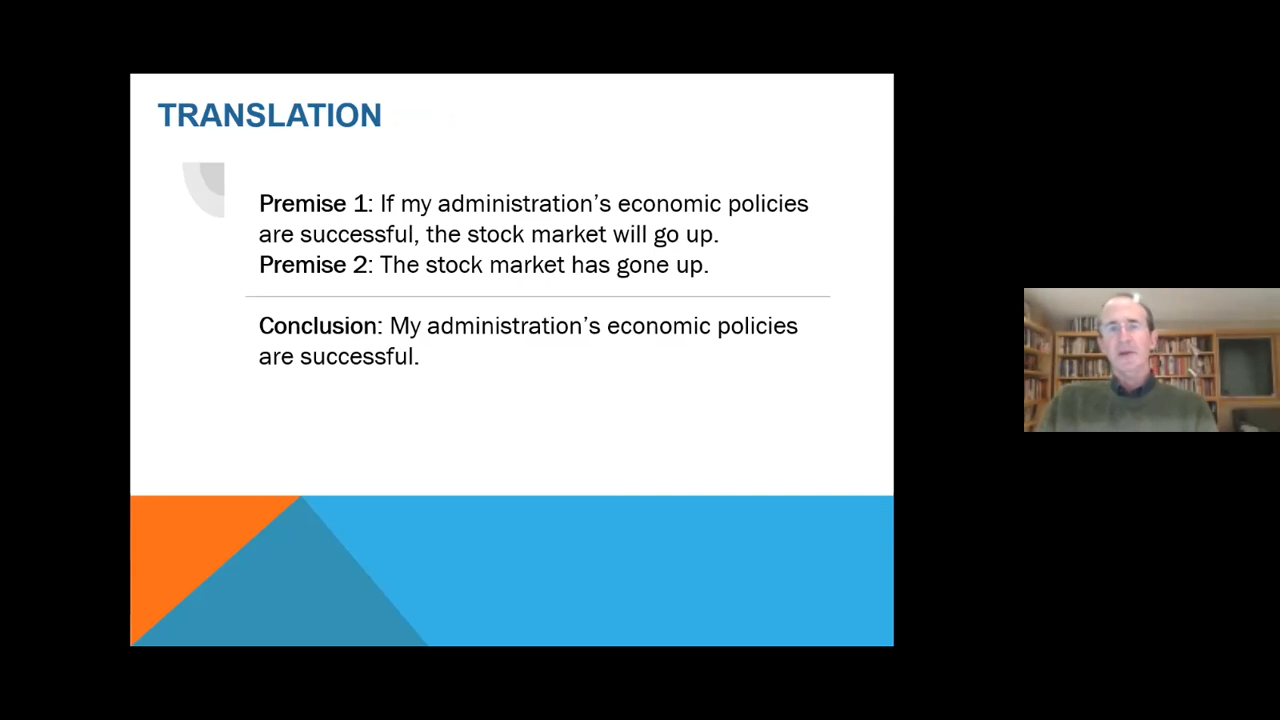 TRANSLATION
Premise 1: If my administration’s economic policies
are successful, the stock market will go up.
Premise 2: The stock market has gone up.
Conclusion: My administration’s economic policies
are successful.